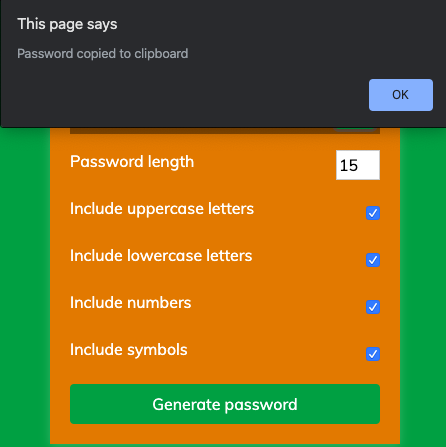 This page says
Password copied to clipboard
OK
Password length
15
Include uppercase letters
Include lowercase letters
Include numbers
Include symbols
Generate password